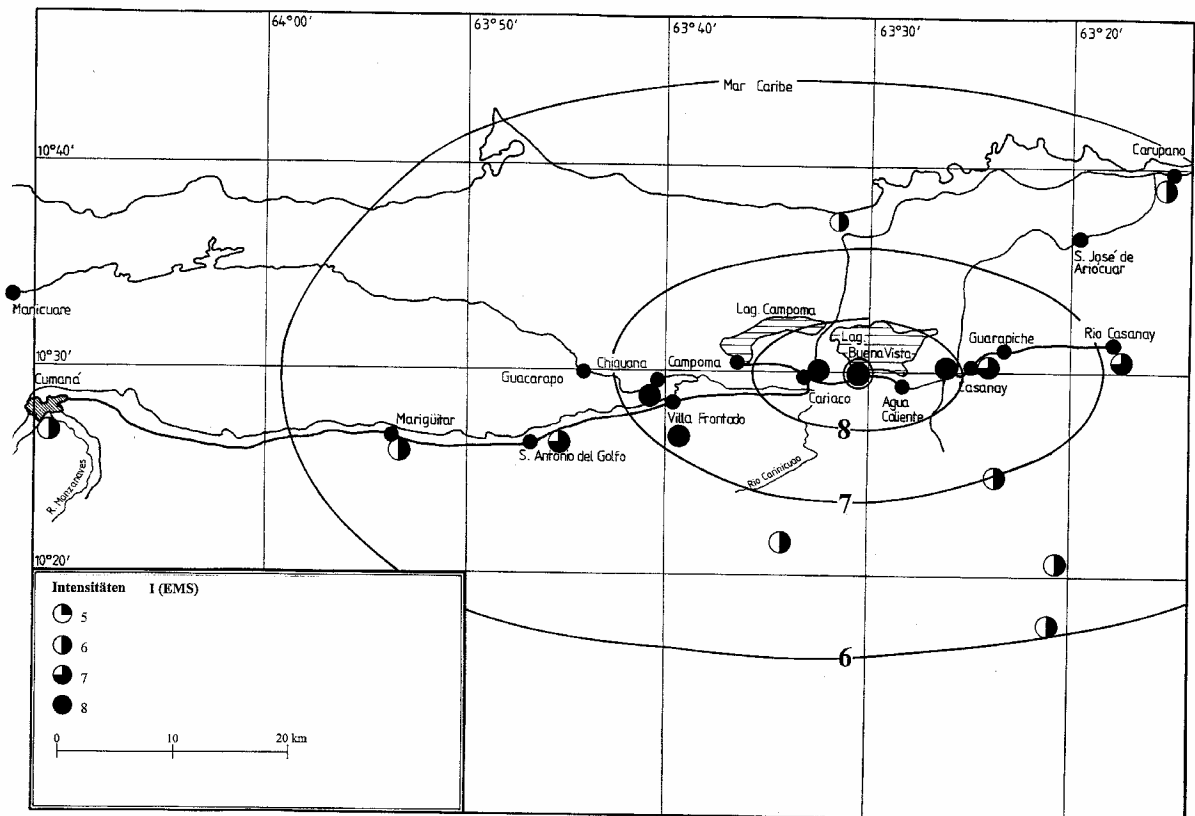 64°00'
63°50'
63°40'
63°30'
63°20'
Mar Caribe
10°40'
Carupano
S. José de
Ariocuar
Manicuare
Lag. Campoma
Lag.
Buena Vista
Guarapiche
Rio Casanay
10°30'
Chiguana
Campoma
Cumaná
Guacarapo
Cariaco
Agua
Caliente
Casanay
Marigüitar
Villa Frontado
8
S. Antonio del Golfo
R. Manzanares
Rio Carinicuao
7
10°20'
Intensitäten I (EMS)
5
6
7
8
6
0 10 20 km